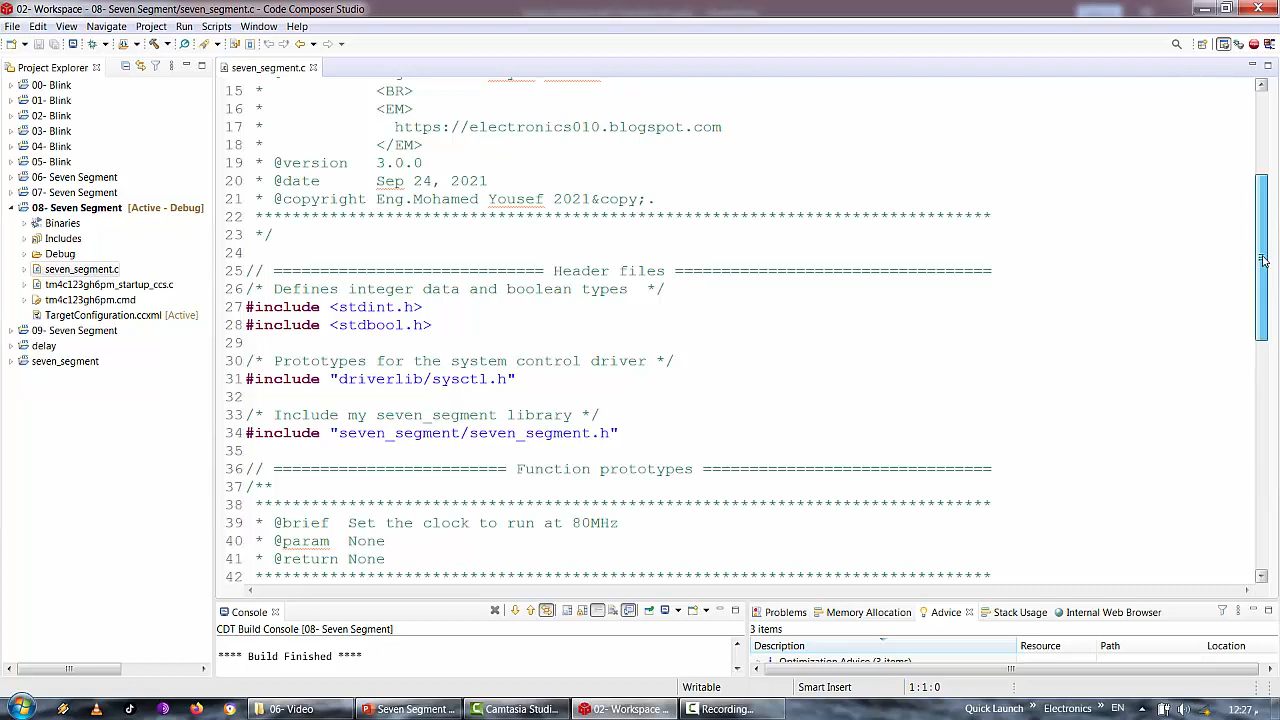 02- Workspace - 08- Seven Segment/seven_segment.c - Code Composer Studio
File Edit View Navigate Project Run Scripts Window Help
Project Explorer
00- Blink
01- Blink
02- Blink
03- Blink
04- Blink
05- Blink
06- Seven Segment
07- Seven Segment
08- Seven Segment [Active - Debug]
Binaries
Includes
Debug
seven_segment.c
tm4c123gh6pm_startup_ccs.c
tm4c123gh6pm.cmd
TargetConfiguration.ccxml [Active]
09- Seven Segment
delay
seven_segment
seven_segment.c
15 * <BR>
16 * <EM>
17 * https://electronics010.blogspot.com
18 * </EM>
19 * @version 3.0.0
20 * @date Sep 24, 2021
21 * @copyright Eng.Mohamed Yousef 2021&copy;.
22 ******************************************************************************
23 */
24
25 // ============================= Header files ==================================
26 /* Defines integer data and boolean types */
27 #include <stdint.h>
28 #include <stdbool.h>
29
30 /* Prototypes for the system control driver */
31 #include "driverlib/sysctl.h"
32
33 /* Include my seven_segment library */
34 #include "seven_segment/seven_segment.h"
35
36 // ========================= Function prototypes ===============================
37 /**
38 ******************************************************************************
39 * @brief Set the clock to run at 80MHz
40 * @param None
41 * @return None
42 ******************************************************************************
Console
CDT Build Console [08- Seven Segment]
**** Build Finished ****
Problems Memory Allocation Advice Stack Usage Internal Web Browser
3 items
Description Resource Path Location
Optimization Advice (3 items)
Writable Smart Insert 1:1:0
06- Video Seven Segment ... Camtasia Studi... 02- Workspace ... Recording... Quick Launch » Electronics » EN 12:27